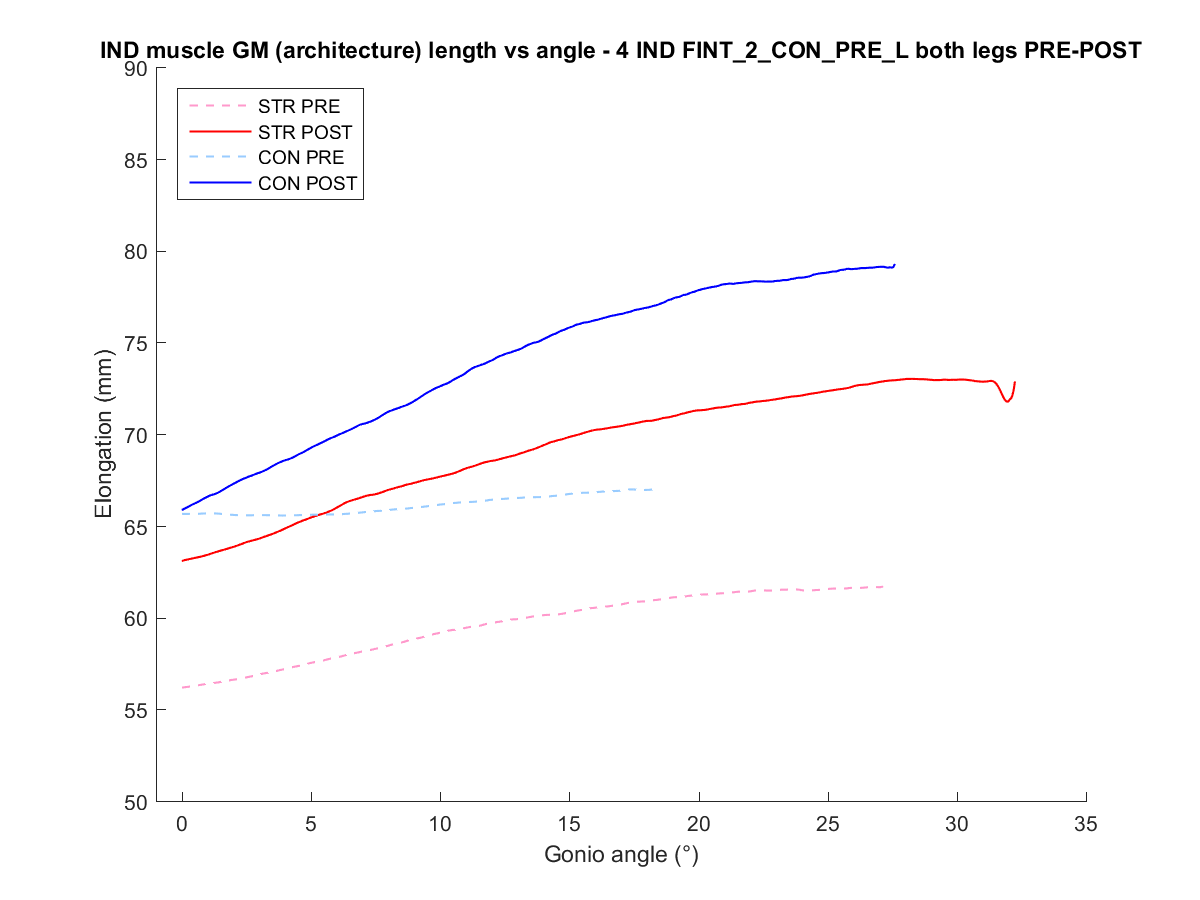 IND muscle GM (architecture) length vs angle - 4 IND FINT_2_CON_PRE_L both legs PRE-POST
90
85
80
75
70
65
60
55
50
Elongation (mm)
STR PRE
STR POST
CON PRE
CON POST
0 5 10 15 20 25 30 35
Gonio angle (°)